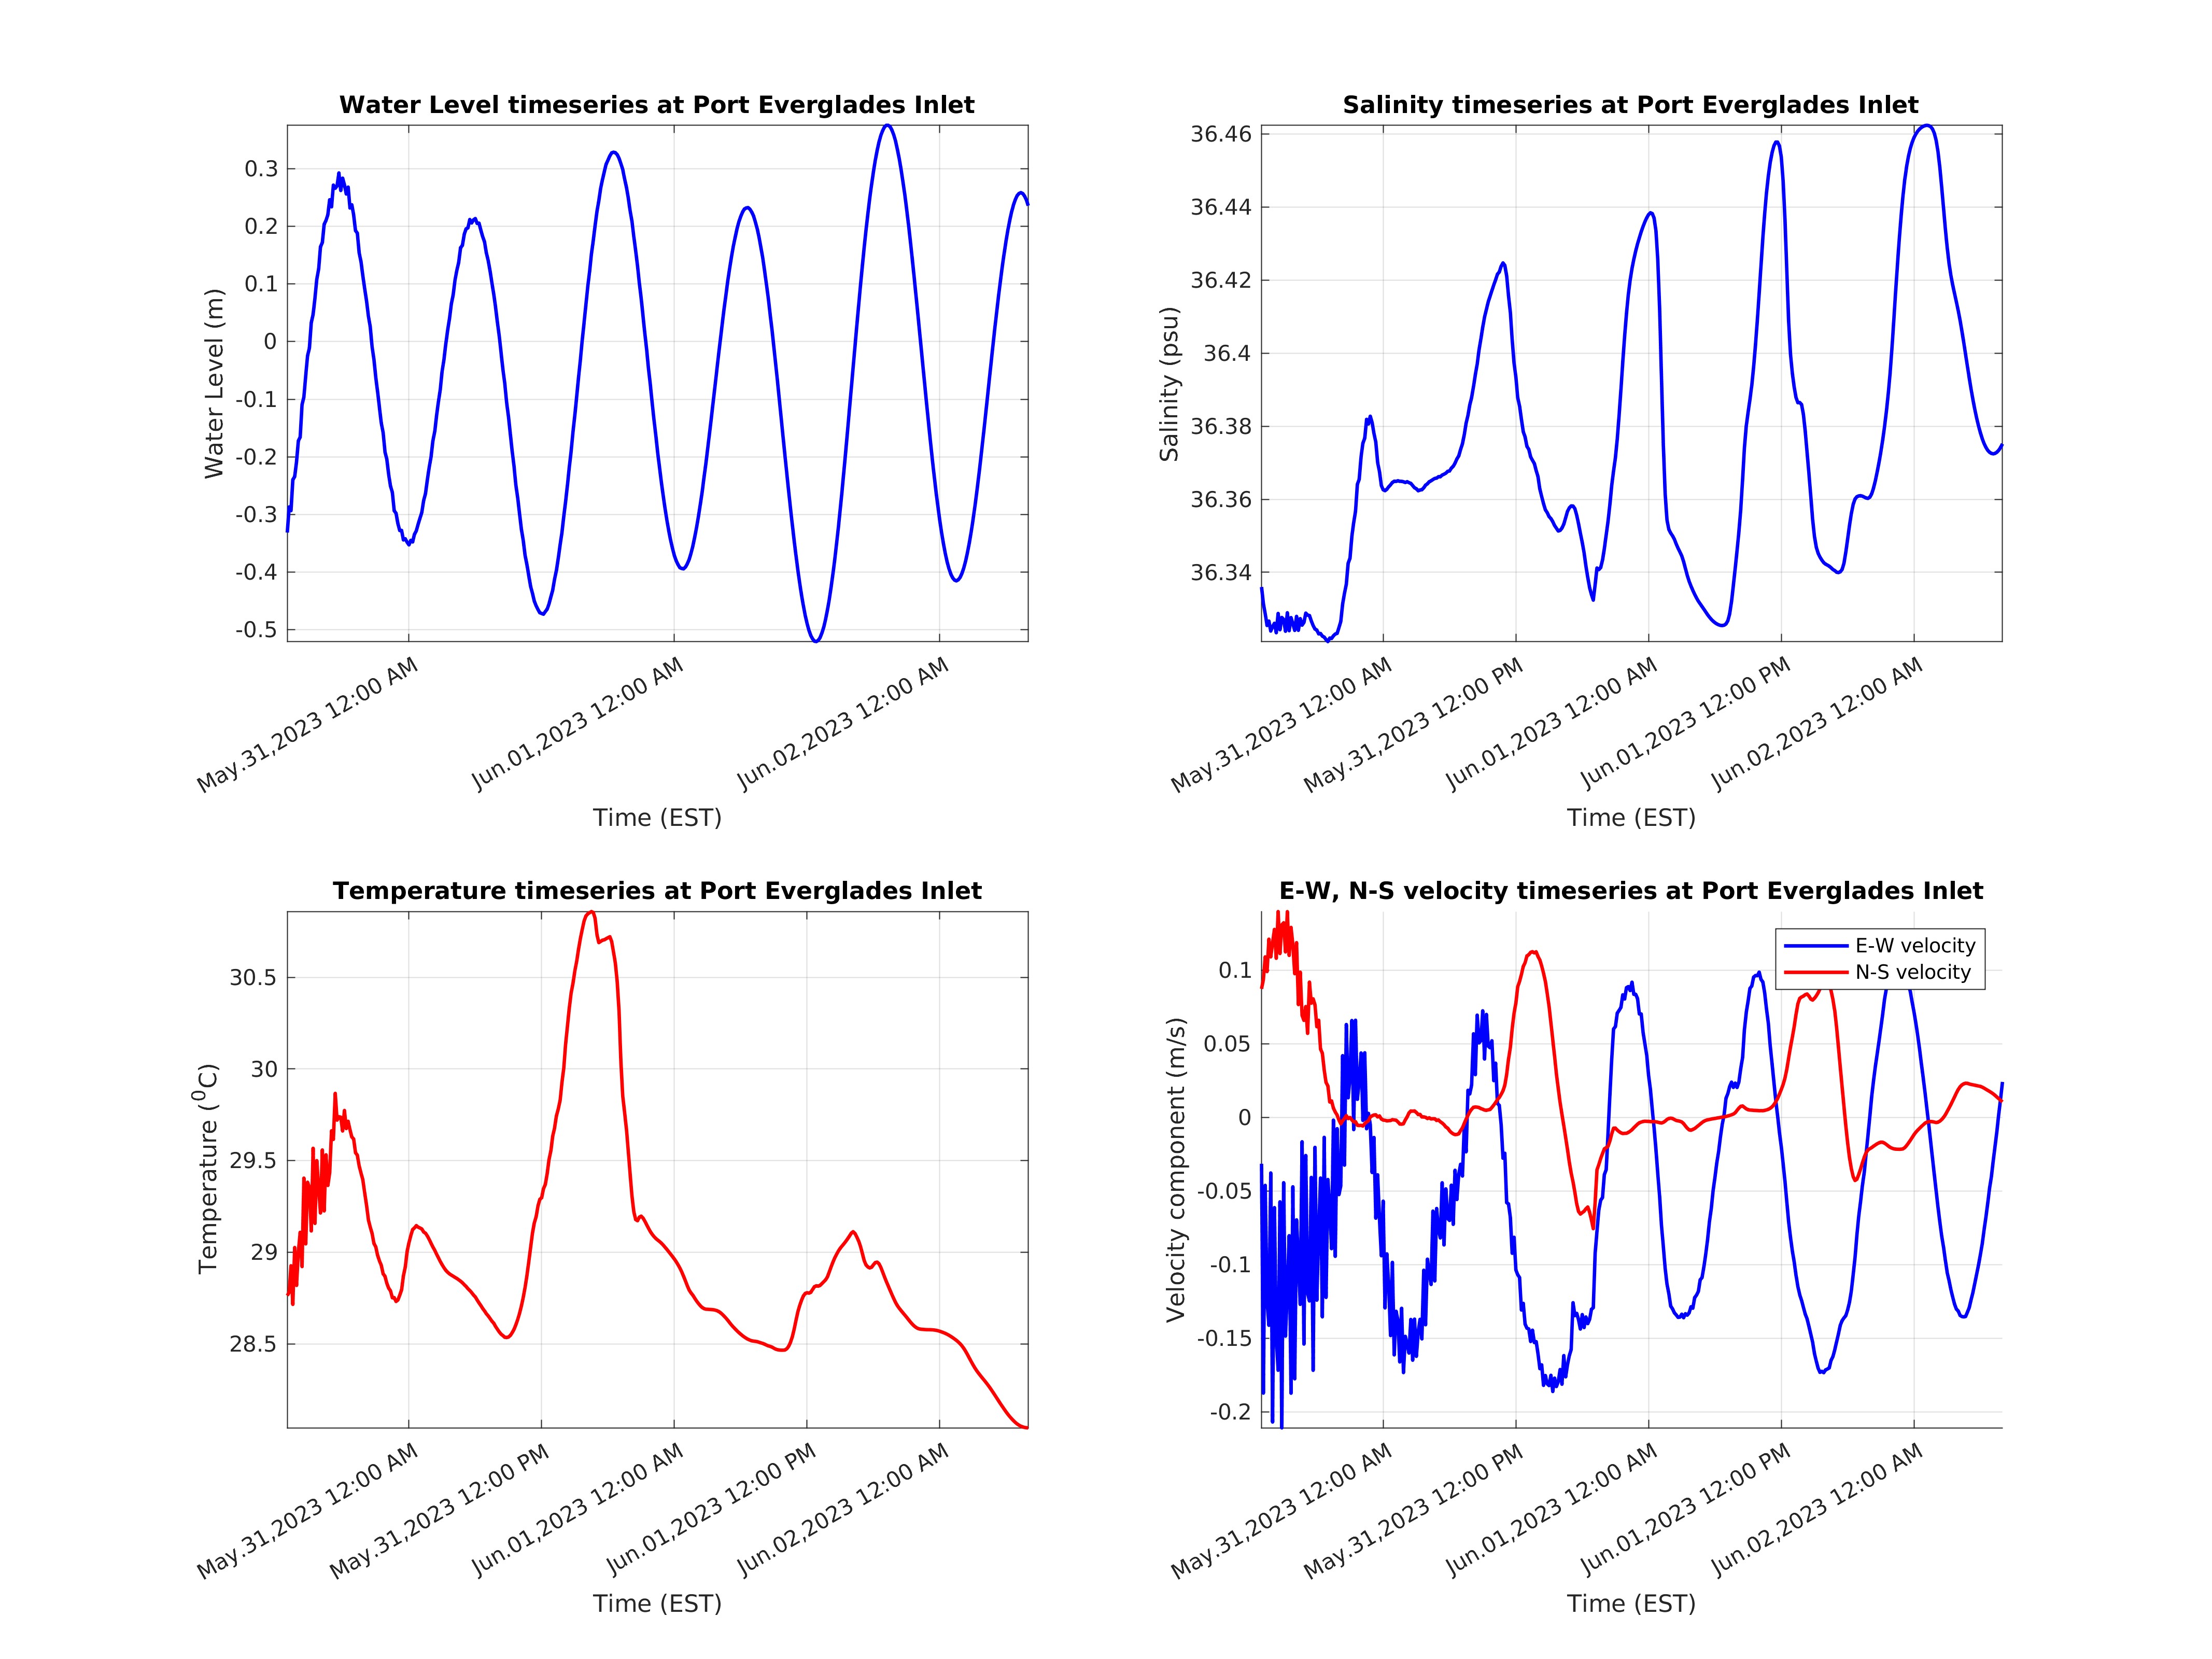 Water Level timeseries at Port Everglades Inlet
0.3
0.2
0.1
0
-0.1
-0.2
-0.3
-0.4
-0.5
Water Level (m)
May.31,2023 12:00 AM
Jun.01,2023 12:00 AM
Jun.02,2023 12:00 AM
Time (EST)
Salinity timeseries at Port Everglades Inlet
36.46
36.44
36.42
36.4
36.38
36.36
36.34
Salinity (psu)
May.31,2023 12:00 AM
May.31,2023 12:00 PM
Jun.01,2023 12:00 AM
Jun.01,2023 12:00 PM
Jun.02,2023 12:00 AM
Time (EST)
Temperature timeseries at Port Everglades Inlet
30.5
30
29.5
29
28.5
Temperature (⁰C)
May.31,2023 12:00 AM
May.31,2023 12:00 PM
Jun.01,2023 12:00 AM
Jun.01,2023 12:00 PM
Jun.02,2023 12:00 AM
Time (EST)
E-W, N-S velocity timeseries at Port Everglades Inlet
E-W velocity
N-S velocity
0.1
0.05
0
-0.05
-0.1
-0.15
-0.2
Velocity component (m/s)
May.31,2023 12:00 AM
May.31,2023 12:00 PM
Jun.01,2023 12:00 AM
Jun.01,2023 12:00 PM
Jun.02,2023 12:00 AM
Time (EST)